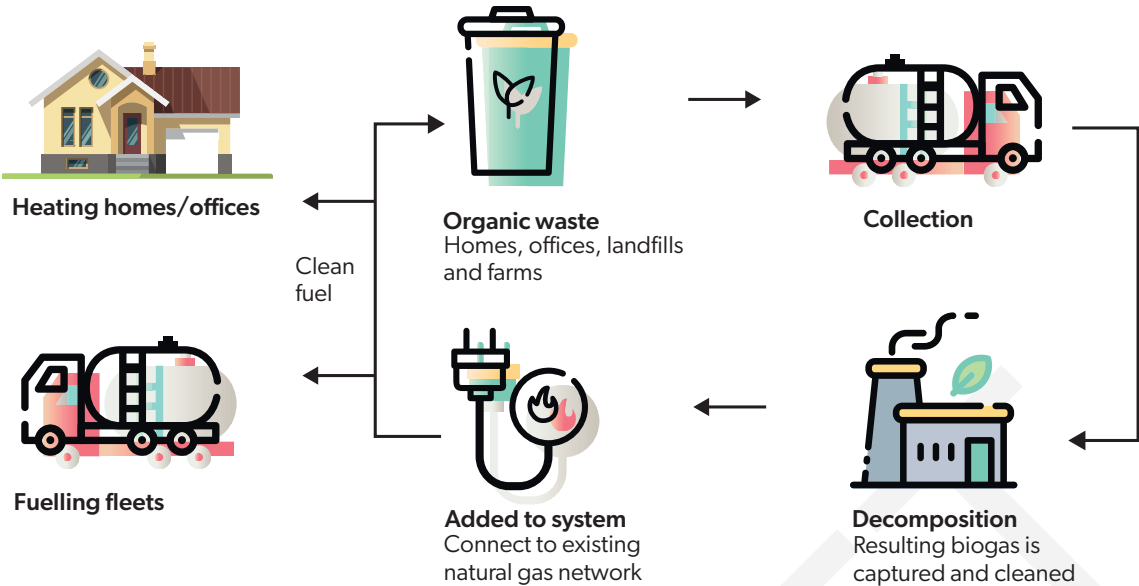 Heating homes/offices
Organic waste
Homes, offices, landfills
and farms
Collection
Clean
fuel
Fuelling fleets
Added to system
Connect to existing
natural gas network
Decomposition
Resulting biogas is
captured and cleaned